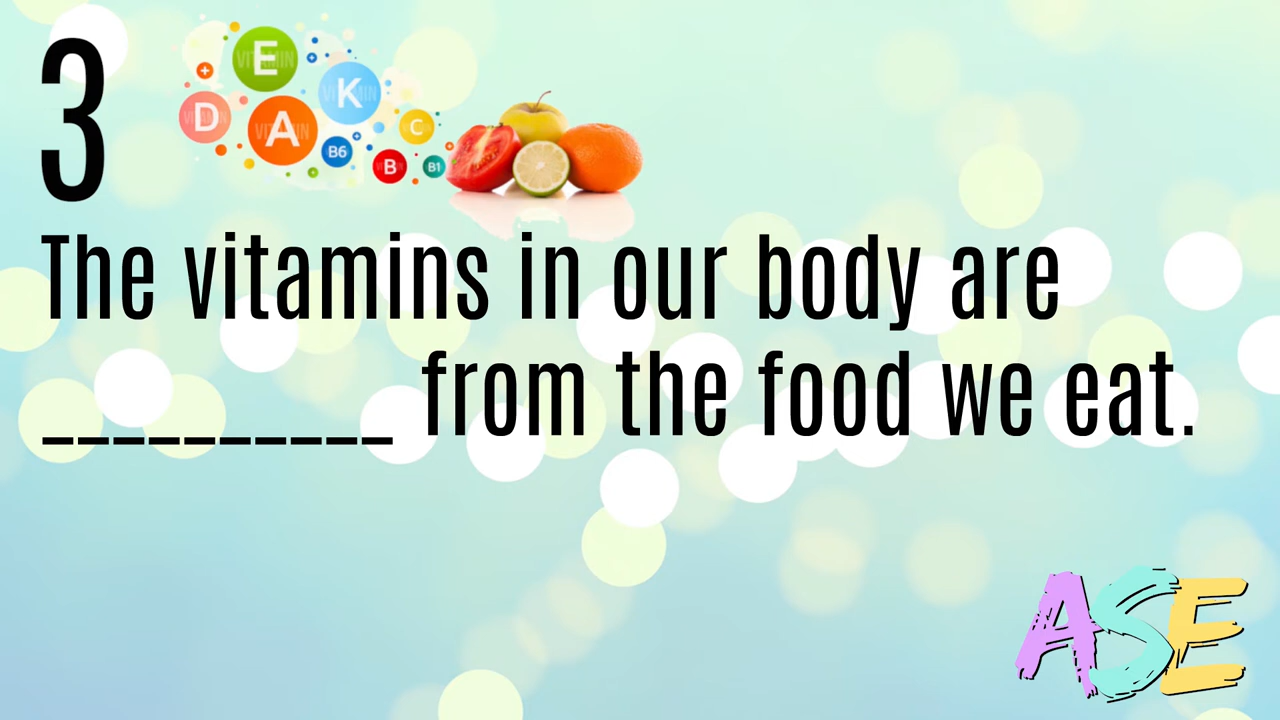 3
E
D
K
A
C
B6
B
B1
The vitamins in our body are
__________ from the food we eat.
ASE